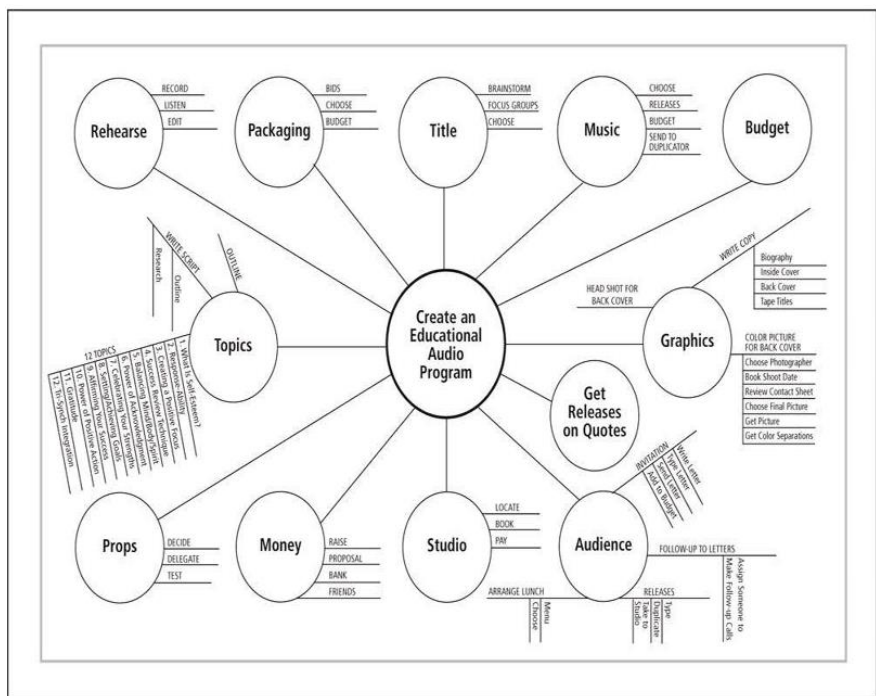 Rehearse
RECORD
LISTEN
EDIT
Packaging
BIDS
CHOOSE
BUDGET
Title
BRAINSTORM
FOCUS GROUPS
CHOOSE
Music
CHOOSE
RELEASES
BUDGET
SEND TO
DUPLICATOR
Budget
Create an
Educational
Audio
Program
Topics
WRITE SCRIPT
Research
Outline
OUTLINE
12 TOPICS
1. What Is Self-Esteem?
2. Response Ability
3. Creating a Positive Focus
4. Success Review Technique
5. Balancing Mind/Body/Spirit
6. Power of Acknowledgment
7. Celebrating Your Strengths
8. Setting/Achieving Goals
9. Affirming Your Success
10. Power of Postive Action
11. Gratitude
12. Tri-Synch Integration
Graphics
HEAD SHOT FOR
BACK COVER
WRITE COPY
Biography
Inside Cover
Back Cover
Tape Titles
COLOR PICTURE
FOR BACK COVER
Choose Photographer
Book Shoot Date
Review Contact Sheet
Choose Final Picture
Get Picture
Get Color Separations
Get
Releases
on Quotes
Props
DECIDE
DELEGATE
TEST
Money
RAISE
PROPOSAL
BANK
FRIENDS
Studio
LOCATE
BOOK
PAY
Audience
INVITATION
Write Letter
Type Letter
Send Letter
Add to Budget
FOLLOW-UP TO LETTERS
Assign Someone to
Make Follow-up Calls
RELEASES
Type
Duplicate
Take to
Studio
ARRANGE LUNCH
Menu
Choose